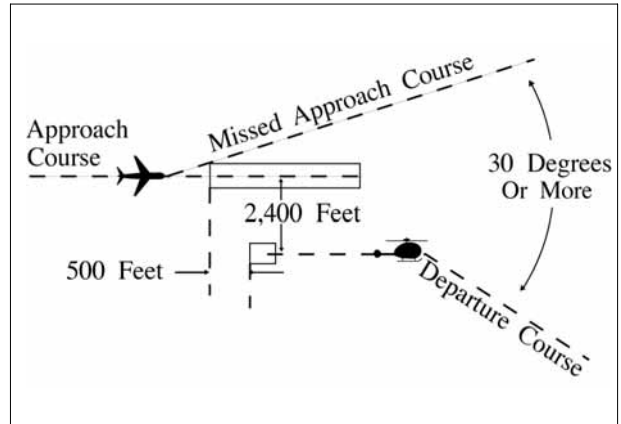 Missed Approach Course
Approach
Course
30 Degrees
Or More
2,400 Feet
500 Feet
Departure Course